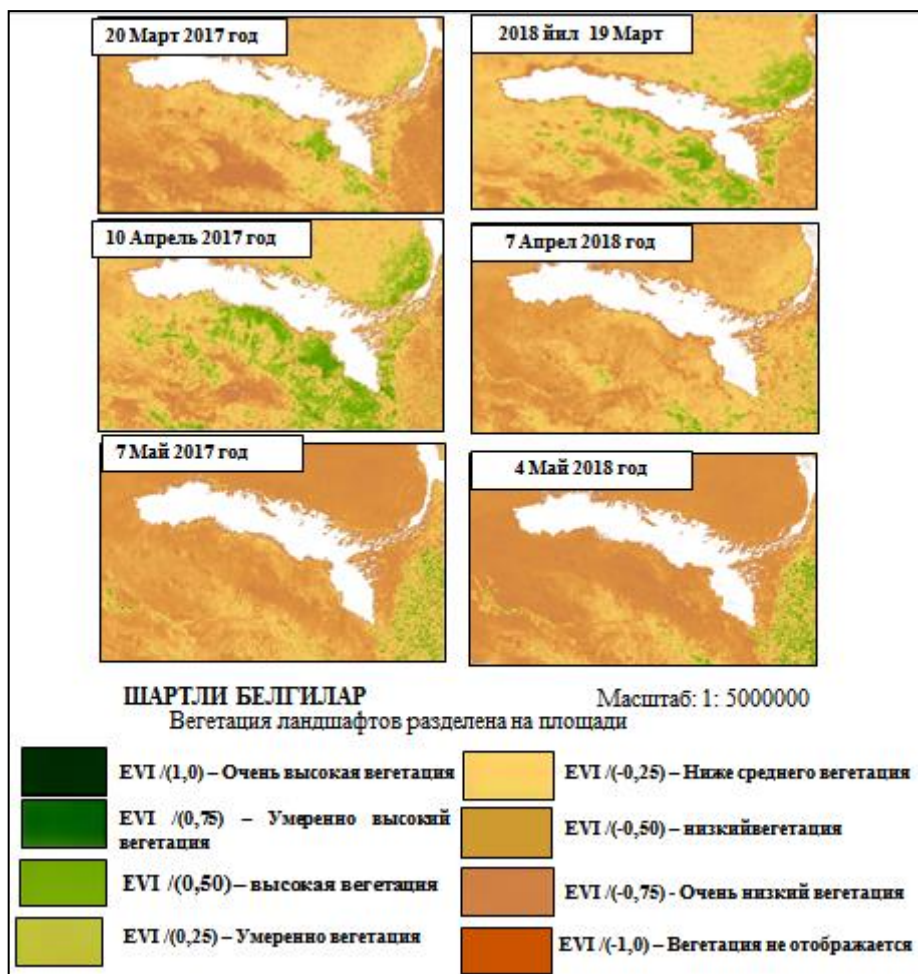 20 Март 2017 год
2018 йил 19 Март
10 Апрель 2017 год
7 Апрел 2018 год
7 Май 2017 год
4 Май 2018 год
ШАРТЛИ БЕЛГИЛАР
Масштаб: 1: 5000000
Вегетация ландшафтов разделена на площади
EVI /(1,0) – Очень высокая вегетация
EVI /(0,75) – Умеренно высокий
вегетация
EVI /(0,50) – высокая вегетация
EVI /(0,25) – Умеренно вегетация
EVI /(-0,25) – Ниже среднего вегетация
EVI /(-0,50) – низкийвегетация
EVI /(-0,75) - Очень низкий вегетация
EVI /(-1,0) – Вегетация не отображается